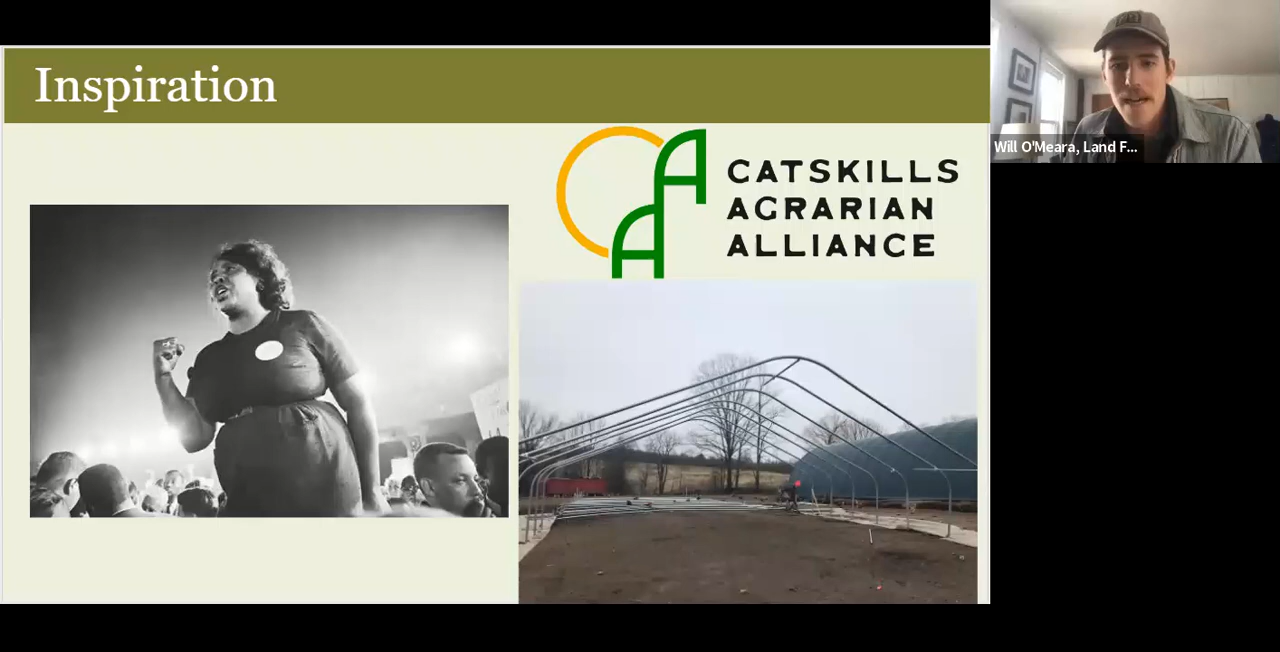 Inspiration
CATSKILLS
AGRARIAN
ALLIANCE
Will O'Meara, Land F...